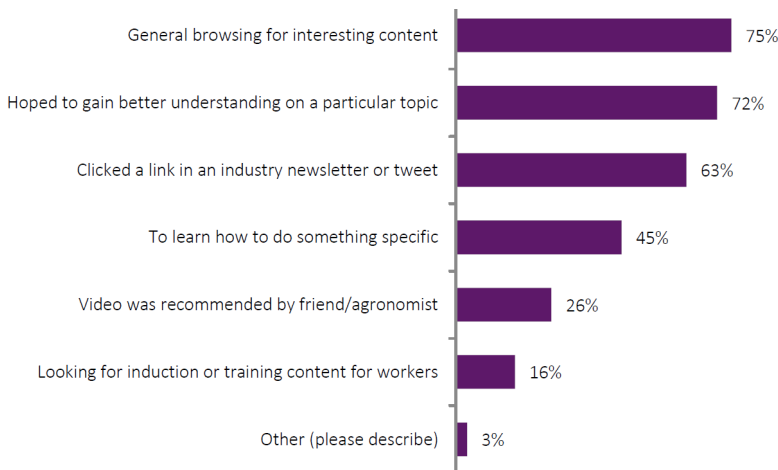 General browsing for interesting content 75%
Hoped to gain better understanding on a particular topic 72%
Clicked a link in an industry newsletter or tweet 63%
To learn how to do something specific 45%
Video was recommended by friend/agronomist 26%
Looking for induction or training content for workers 16%
Other (please describe) 3%